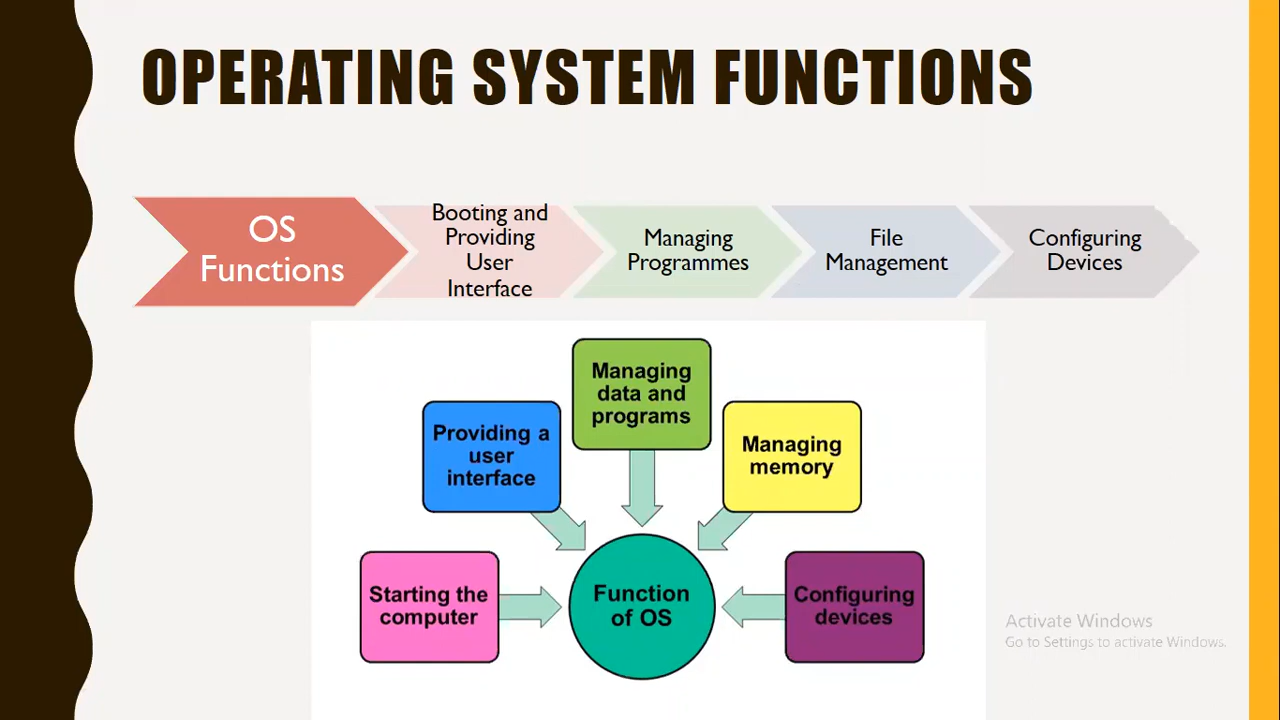 OPERATING SYSTEM FUNCTIONS
OS
Functions
Booting and
Providing
User
Interface
Managing
Programmes
File
Management
Configuring
Devices
Managing
data and
programs
Providing a
user
interface
Managing
memory
Starting the
computer
Function
of OS
Configuring
devices
Activate Windows
Go to Settings to activate Windows.